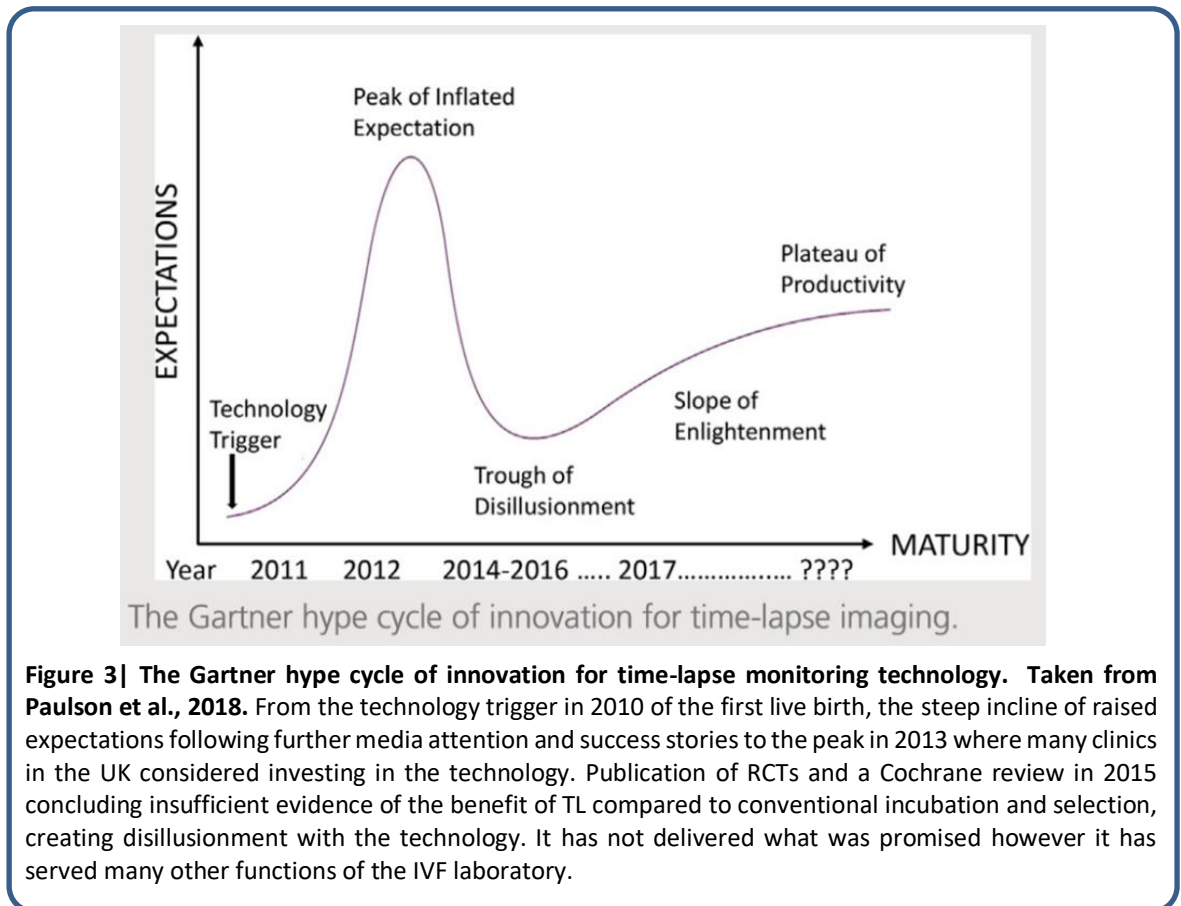 Peak of Inflated
Expectation
EXPECTATIONS
Plateau of
Productivity
Technology
Trigger
Slope of
Enlightenment
Trough of
Disillusionment
MATURITY
Year 2011 2012 2014-2016 ..... 2017................. ????
The Gartner hype cycle of innovation for time-lapse imaging.
Figure 3| The Gartner hype cycle of innovation for time-lapse monitoring technology. Taken from
Paulson et al., 2018. From the technology trigger in 2010 of the first live birth, the steep incline of raised
expectations following further media attention and success stories to the peak in 2013 where many clinics
in the UK considered investing in the technology. Publication of RCTs and a Cochrane review in 2015
concluding insufficient evidence of the benefit of TL compared to conventional incubation and selection,
creating disillusionment with the technology. It has not delivered what was promised however it has
served many other functions of the IVF laboratory.